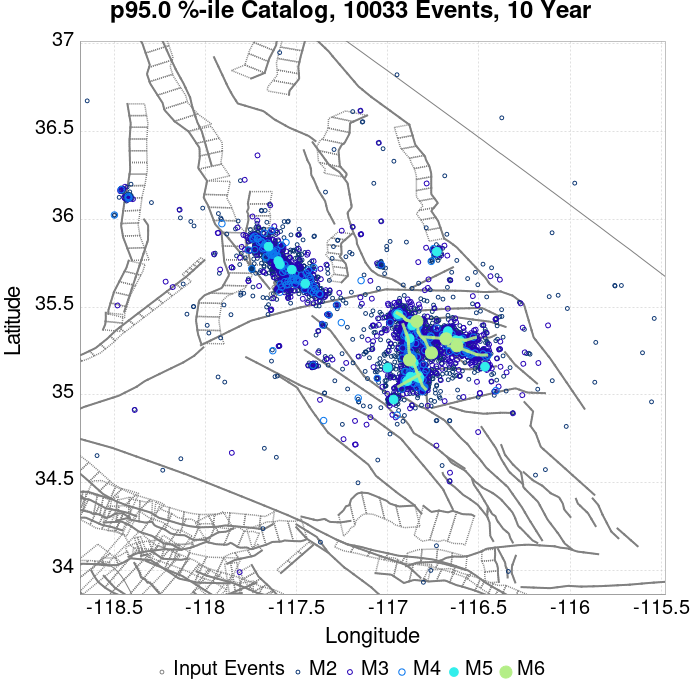 p95.0 %-ile Catalog, 10033 Events, 10 Year
37
36.5
36
35.5
35
34.5
34
Latitude
-118.5 -118 -117.5 -117 -116.5 -116 -115.5
Longitude
Input Events M2 M3 M4 M5 M6